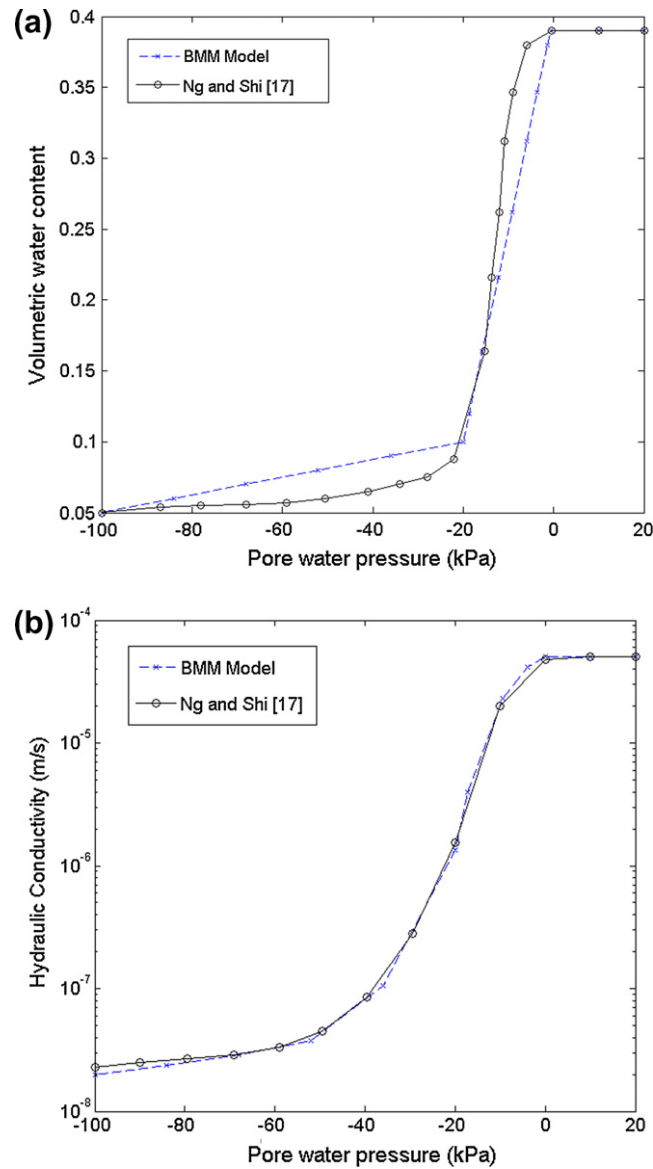 (a)
0.4
0.35
0.3
0.25
0.2
0.15
0.1
0.05
Volumetric water content
BMM Model
Ng and Shi [17]
-100 -80 -60 -40 -20 0 20
Pore water pressure (kPa)
(b)
10^-4
10^-5
10^-6
10^-7
10^-8
Hydraulic Conductivity (m/s)
BMM Model
Ng and Shi [17]
-100 -80 -60 -40 -20 0 20
Pore water pressure (kPa)